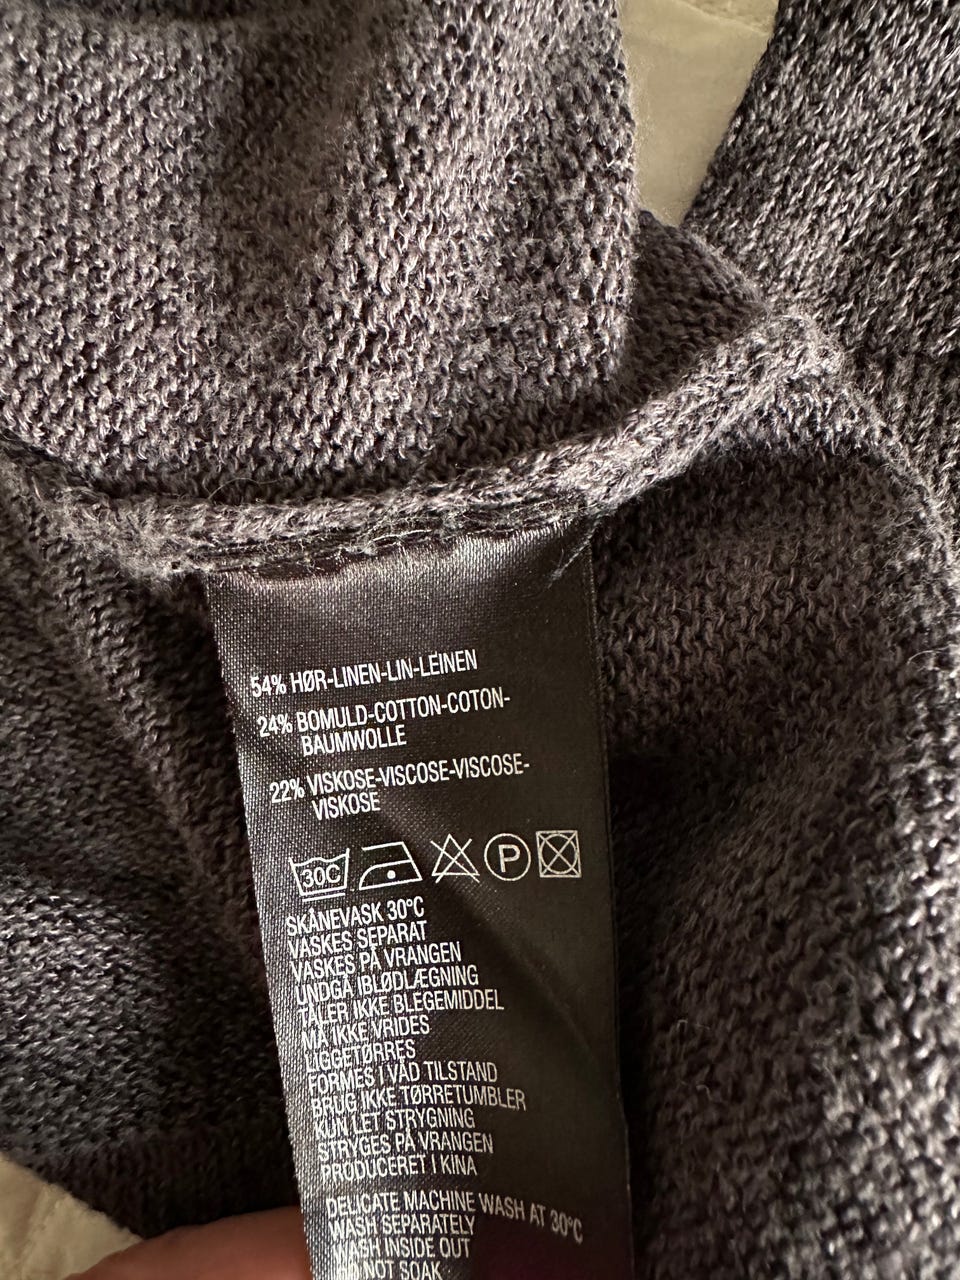 54% HØR-LINEN-LIN-LEINEN
24% BOMULD-COTTON-COTON-
BAUMWOLLE
22% VISKOSE-VISCOSE-VISCOSE-
VISKOSE
30C P
SKÅNEVASK 30°C
VASKES SEPARAT
VASKES PÅ VRANGEN
UNDGÅ IBLØDLÆGNING
TÅLER IKKE BLEGEMIDDEL
MÅ IKKE VRIDES
LIGGETØRRES
FORMES I VÅD TILSTAND
BRUG IKKE TØRRETUMBLER
KUN LET STRYGNING
STRYGES PÅ VRANGEN
PRODUCERET I KINA
DELICATE MACHINE WASH AT 30°C
WASH SEPARATELY
WASH INSIDE OUT
DO NOT SOAK